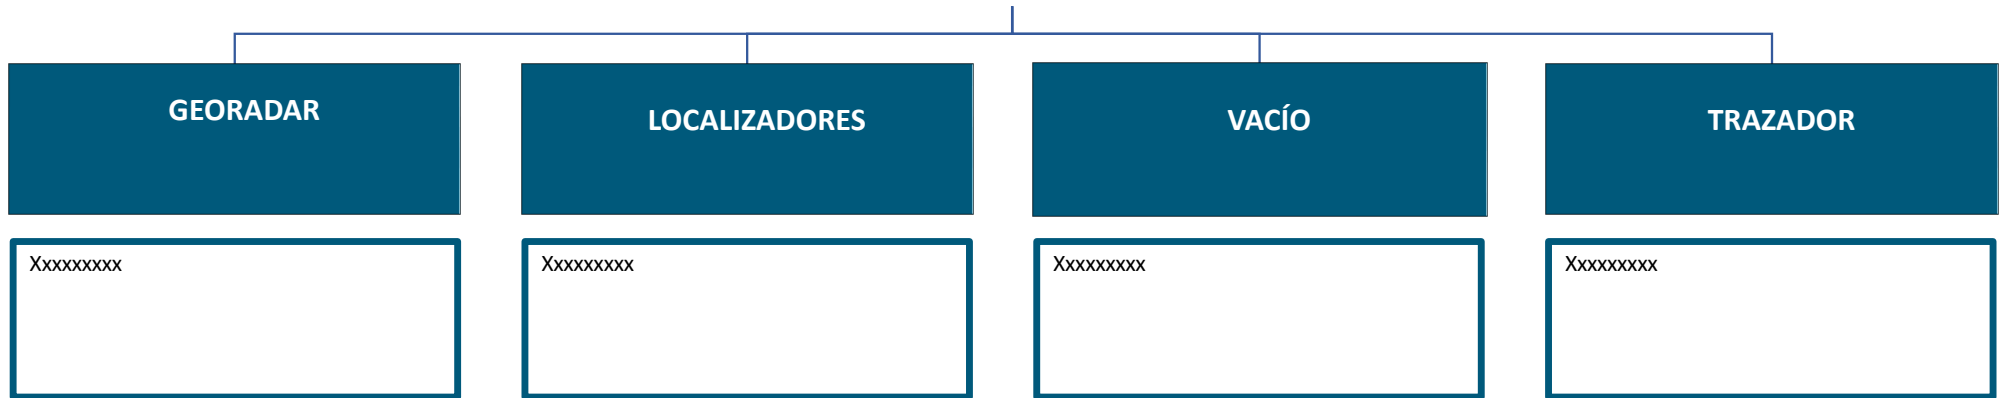 GEORADAR
LOCALIZADORES
VACÍO
TRAZADOR
Xxxxxxxxx
Xxxxxxxxx
Xxxxxxxxx
Xxxxxxxxx